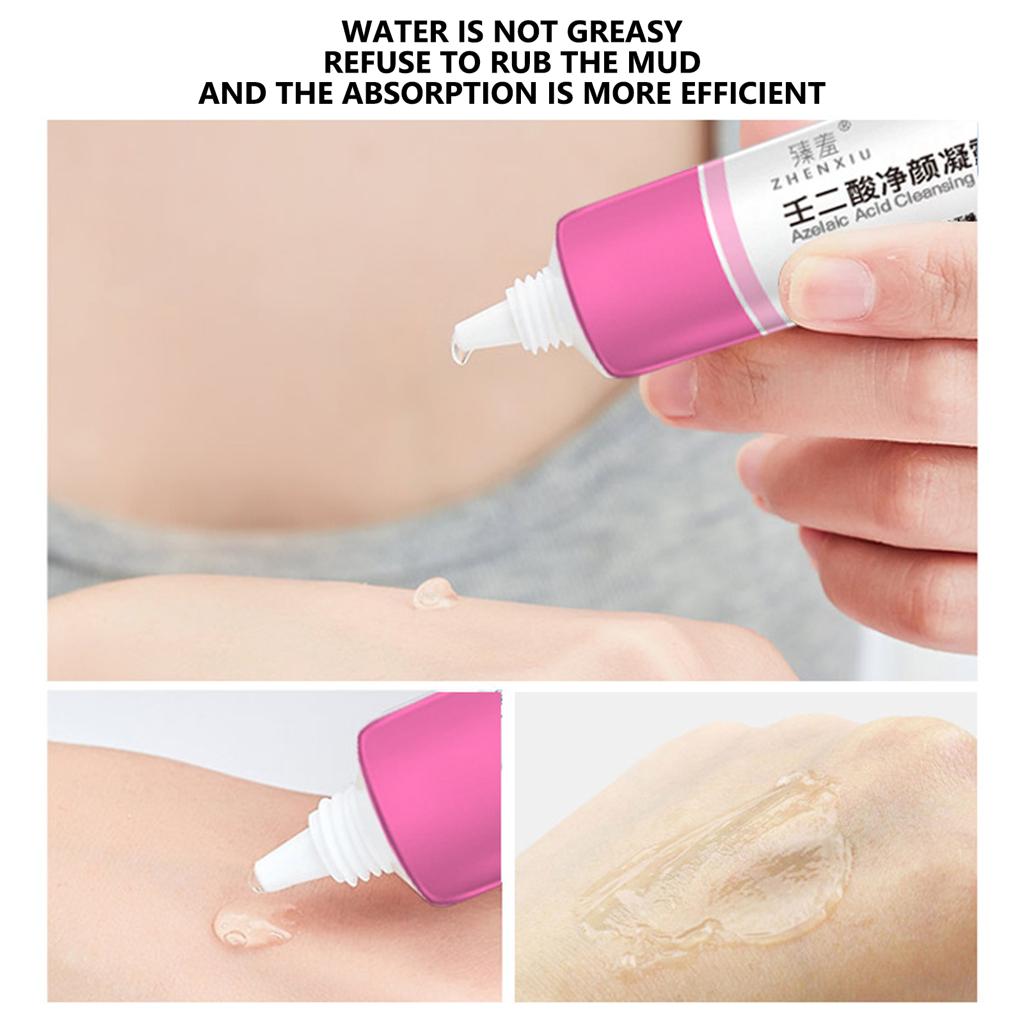 WATER IS NOT GREASY
REFUSE TO RUB THE MUD
AND THE ABSORPTION IS MORE EFFICIENT
臻羞®
ZHENXIU
壬二酸净颜凝
Azelaic Acid Cleansing